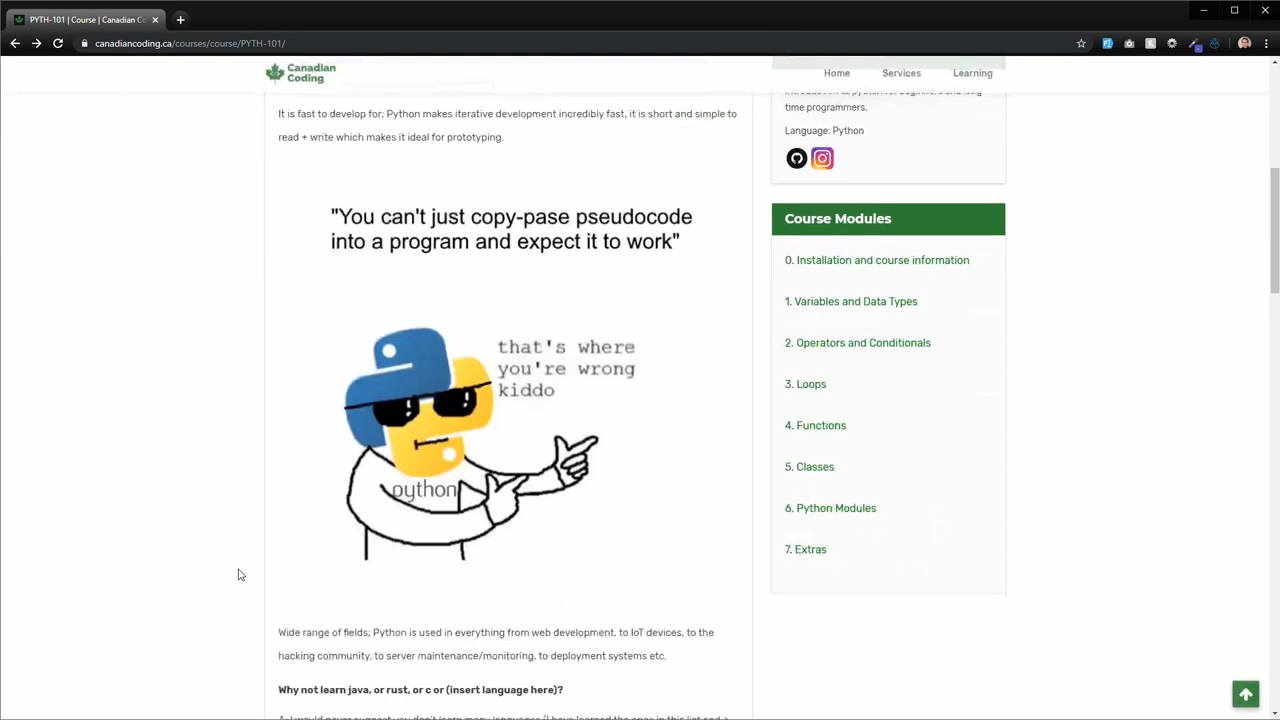 PYTH-101 | Course | Canadian Co
canadiancoding.ca/courses/course/PYTH-101/
Canadian
Coding
Home
Services
Learning
time programmers.
Language: Python
It is fast to develop for; Python makes iterative development incredibly fast, it is short and simple to
read + write which makes it ideal for prototyping.
"You can't just copy-pase pseudocode
into a program and expect it to work"
that's where
you're wrong
kiddo
python
Wide range of fields; Python is used in everything from web development, to IoT devices, to the
hacking community, to server maintenance/monitoring, to deployment systems etc.
Why not learn java, or rust, or c or (insert language here)?
Course Modules
0. Installation and course information
1. Variables and Data Types
2. Operators and Conditionals
3. Loops
4. Functions
5. Classes
6. Python Modules
7. Extras